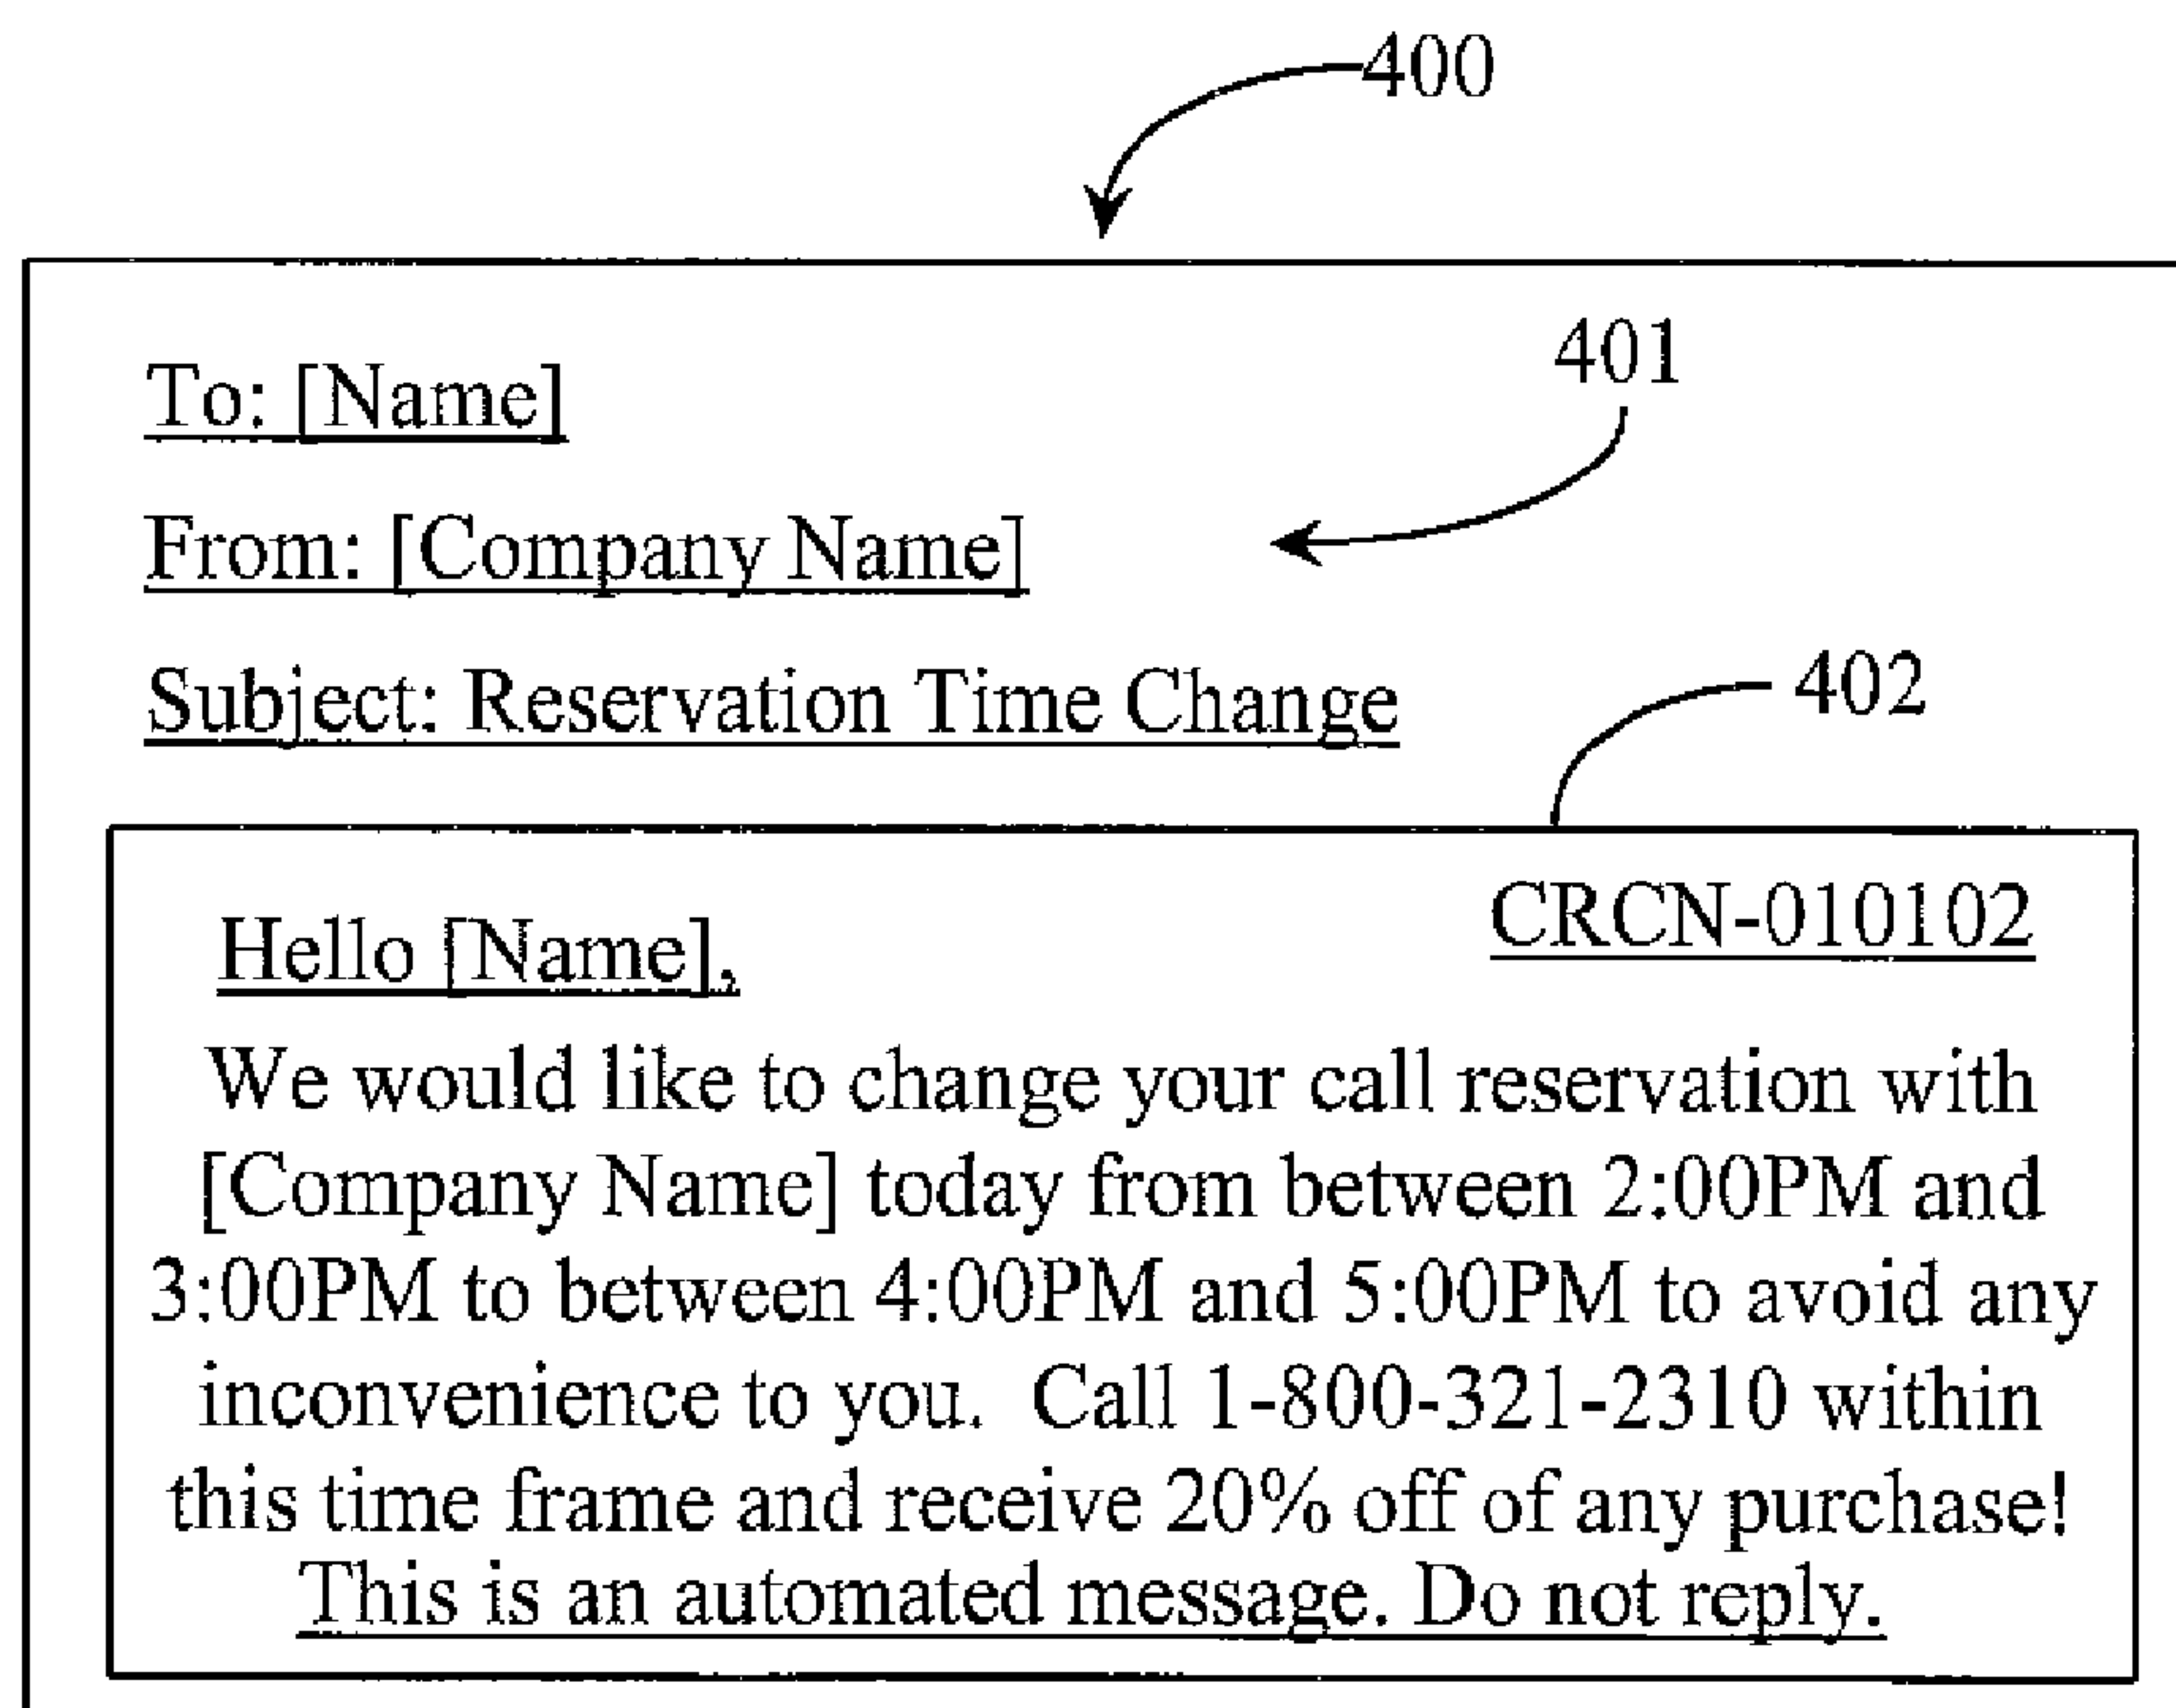 400
401
To: [Name]
From: [Company Name]
402
Subject: Reservation Time Change
CRCN-010102
Hello [Name],
We would like to change your call reservation with
[Company Name] today from between 2:00PM and
3:00PM to between 4:00PM and 5:00PM to avoid any
inconvenience to you. Call 1-800-321-2310 within
this time frame and receive 20% off of any purchase!
This is an automated message. Do not reply.